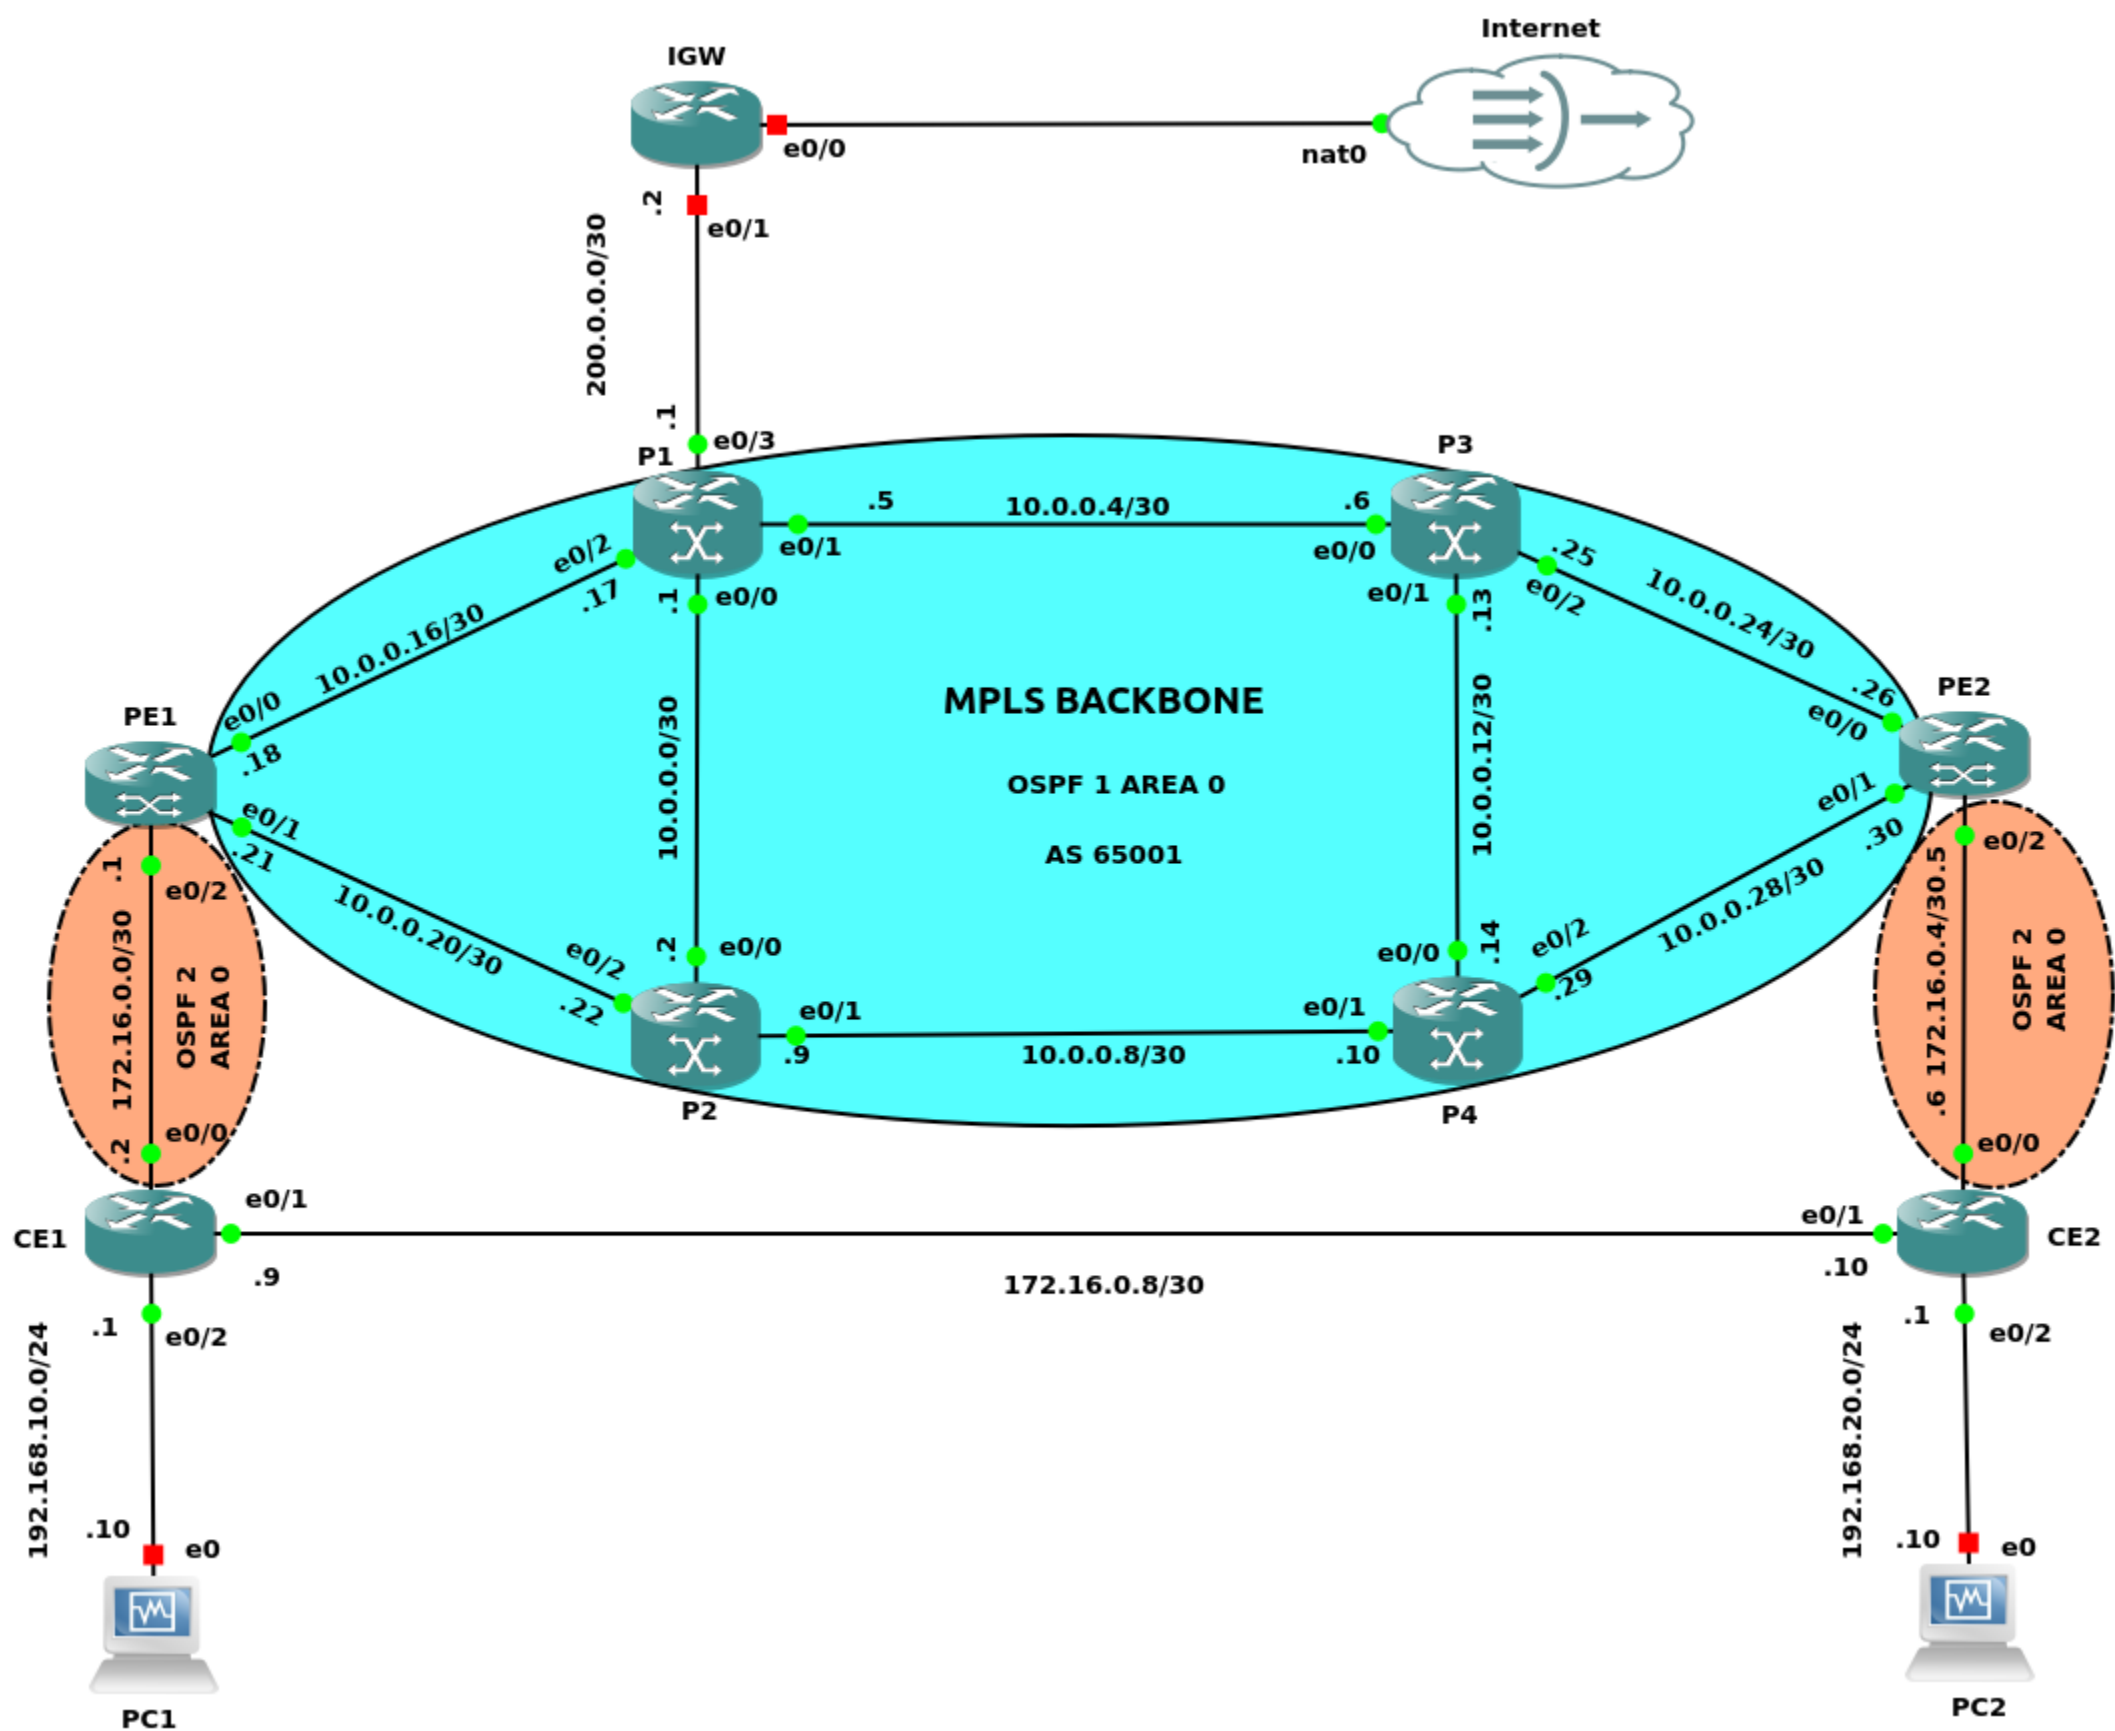 Internet
IGW
e0/0
nat0
.2
e0/1
200.0.0.0/30
.1
e0/3
P1
P3
.5
10.0.0.4/30
.6
e0/2
e0/1
e0/0
.25
.17
.1
e0/0
e0/1
.13
e0/2
10.0.0.24/30
10.0.0.16/30
MPLS BACKBONE
.26
PE2
e0/0
PE1
e0/0
.18
10.0.0.0/30
10.0.0.12/30
OSPF 1 AREA 0
e0/1
e0/1
.21
AS 65001
.30
e0/2
.1
e0/2
10.0.0.20/30
10.0.0.28/30
172.16.0.0/30
OSPF 2
AREA 0
.6 172.16.0.4/30.5
OSPF 2
AREA 0
e0/2
.22
.2
e0/0
e0/0
.14
e0/2
.29
e0/1
.9
10.0.0.8/30
e0/1
.10
P2
P4
.2
e0/0
e0/0
CE1
e0/1
.9
172.16.0.8/30
e0/1
.10
CE2
.1
e0/2
.1
e0/2
192.168.10.0/24
192.168.20.0/24
.10
e0
.10
e0
PC1
PC2